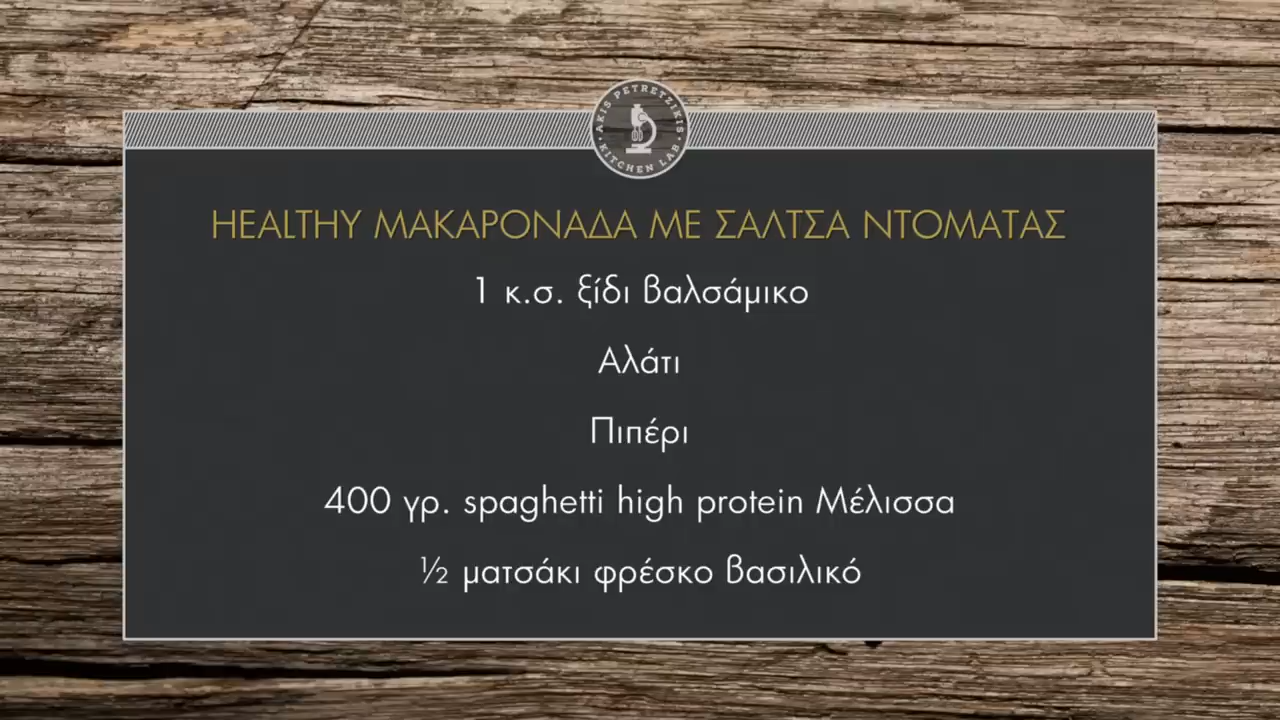 AKIS PETRETZIKIS
KITCHEN LAB
HEALTHY ΜΑΚΑΡΟΝΑΔΑ ΜΕ ΣΑΛΤΣΑ ΝΤΟΜΑΤΑΣ
1 κ.σ. ξίδι βαλσάμικο
Αλάτι
Πιπέρι
400 γρ. spaghetti high protein Μέλισσα
½ ματσάκι φρέσκο βασιλικό